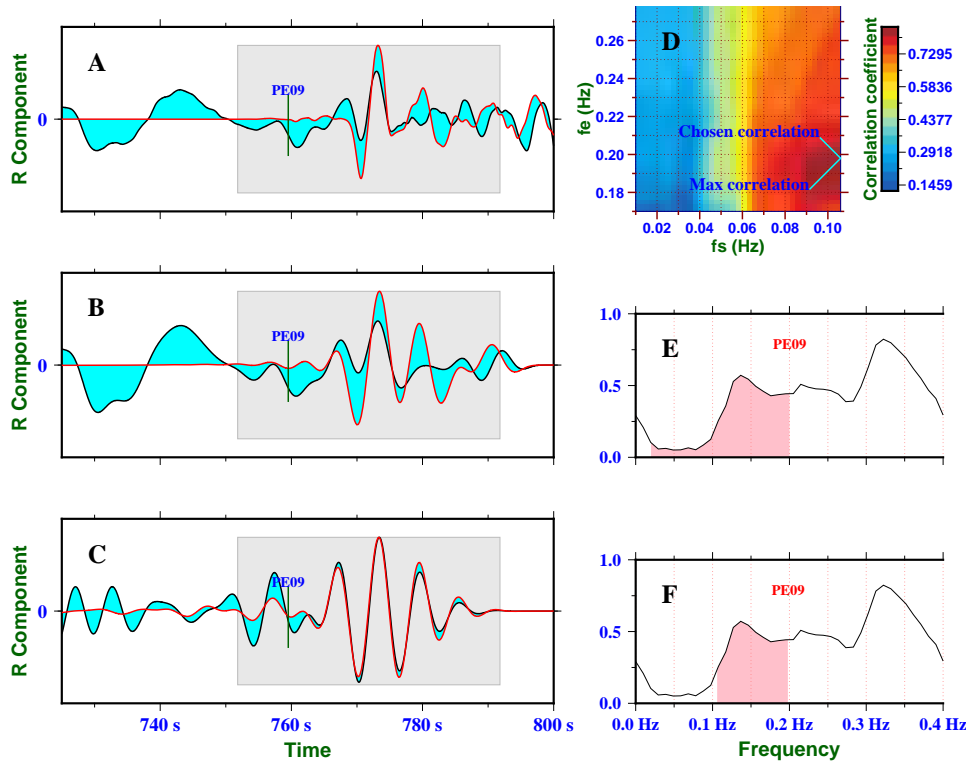 A
PE09
0
R Component
B
PE09
0
R Component
C
PE09
0
R Component
740 s 760 s 780 s 800 s
Time
D
0.26
0.24
0.22
0.20
0.18
fe (Hz)
Chosen correlation
Max correlation
0.02 0.04 0.06 0.08 0.10
fs (Hz)
Correlation coefficient
0.7295
0.5836
0.4377
0.2918
0.1459
1.0
0.5
0.0
E
PE09
1.0
0.5
0.0
F
PE09
0.0 Hz 0.1 Hz 0.2 Hz 0.3 Hz 0.4 Hz
Frequency